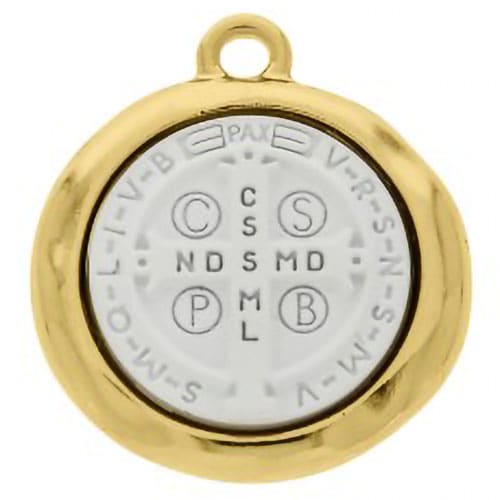 PAX
V-R-S-N-S-M-V
S-M-Q-L-I-V-B
C
C S
S
S
N D S M D
P B
M
L